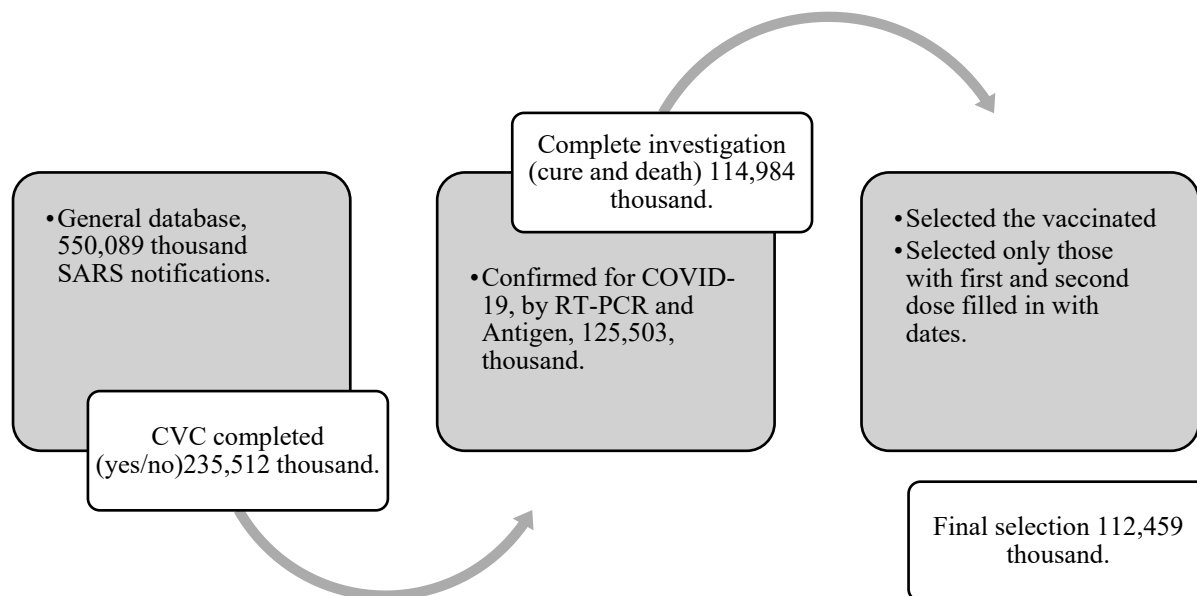 •General database,
550,089 thousand
SARS notifications.
CVC completed
(yes/no)235,512 thousand.
Complete investigation
(cure and death) 114,984
thousand.
•Confirmed for COVID-
19, by RT-PCR and
Antigen, 125,503,
thousand.
•Selected the vaccinated
•Selected only those
with first and second
dose filled in with
dates.
Final selection 112,459
thousand.